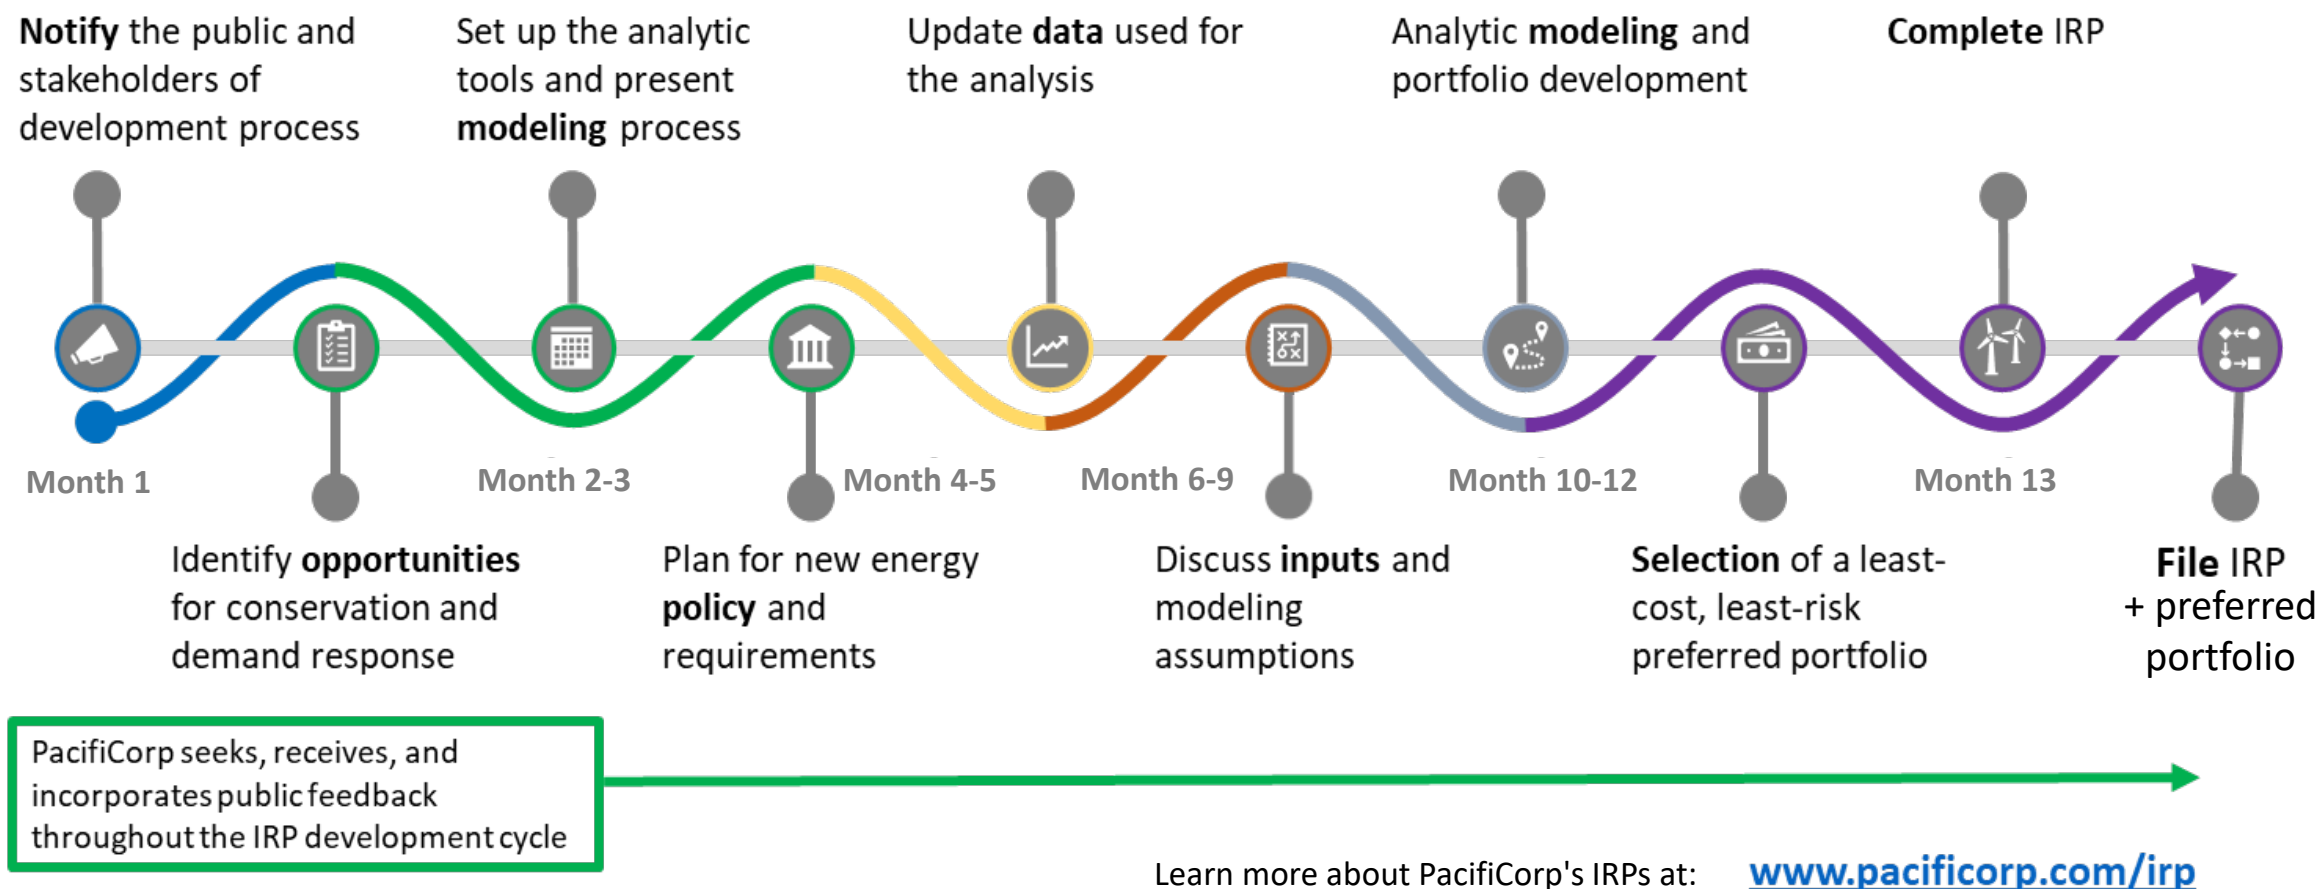 Notify the public and
stakeholders of
development process
Set up the analytic
tools and present
modeling process
Update data used for
the analysis
Analytic modeling and
portfolio development
Complete IRP
Month 1
Month 2-3
Month 4-5
Month 6-9
Month 10-12
Month 13
Identify opportunities
for conservation and
demand response
Plan for new energy
policy and
requirements
Discuss inputs and
modeling
assumptions
Selection of a least-
cost, least-risk
preferred portfolio
File IRP
+ preferred
portfolio
PacifiCorp seeks, receives, and
incorporates public feedback
throughout the IRP development cycle
Learn more about PacifiCorp's IRPs at: www.pacificorp.com/irp